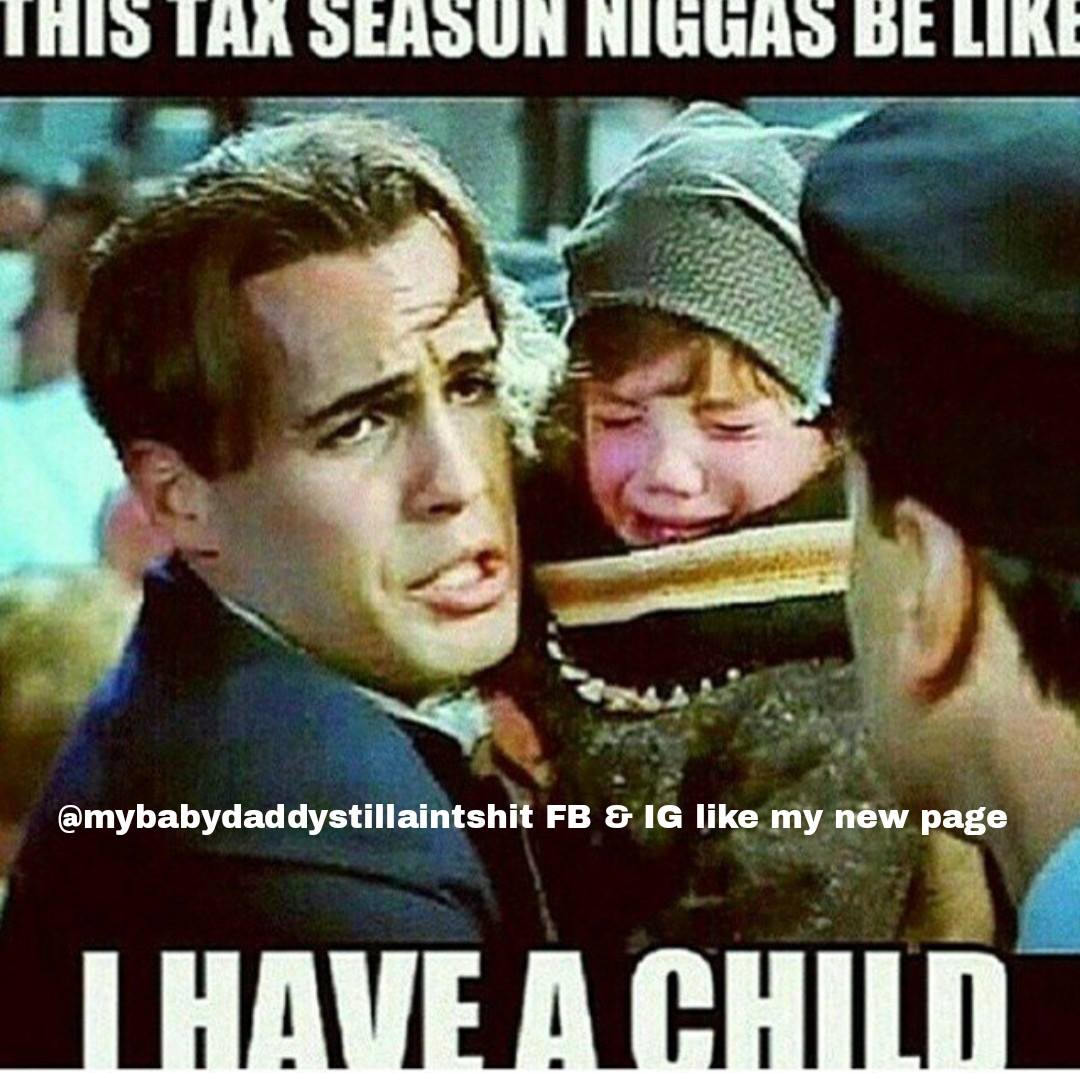 THIS TAX SEASON NIGGAS BE LIKE
@mybabydaddystillaintshit FB & IG like my new page
I HAVE A CHILD